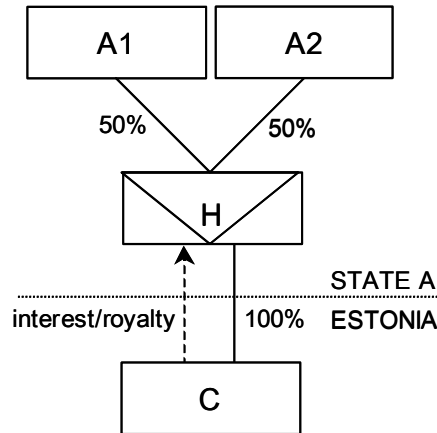 A1 A2
50% 50%
H
STATE A
interest/royalty 100% ESTONIA
C